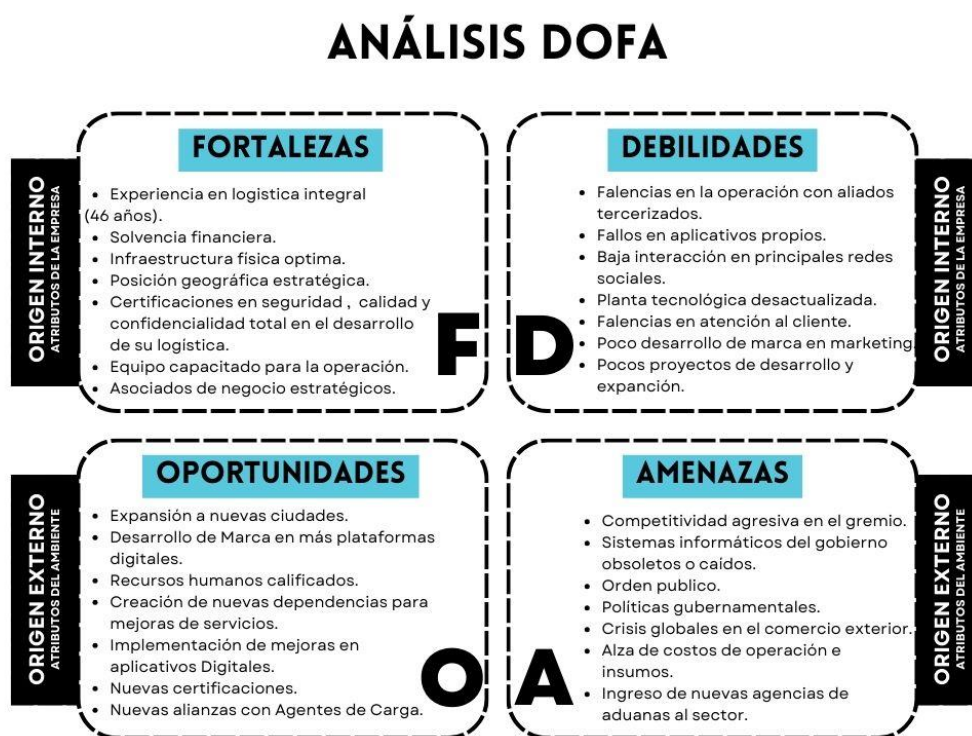 ANÁLISIS DOFA
ORIGEN INTERNO
ATRIBUTOS DE LA EMPRESA
FORTALEZAS
• Experiencia en logistica integral
(46 años).
• Solvencia financiera.
• Infraestructura física optima.
• Posición geográfica estratégica.
• Certificaciones en seguridad , calidad y
confidencialidad total en el desarrollo
de su logística.
• Equipo capacitado para la operación.
• Asociados de negocio estratégicos.
F
DEBILIDADES
• Falencias en la operación con aliados
tercerizados.
• Fallos en aplicativos propios.
• Baja interacción en principales redes
sociales.
• Planta tecnológica desactualizada.
• Falencias en atención al cliente.
• Poco desarrollo de marca en marketing.
• Pocos proyectos de desarrollo y
expanción.
D
ORIGEN INTERNO
ATRIBUTOS DE LA EMPRESA
ORIGEN EXTERNO
ATRIBUTOS DEL AMBIENTE
OPORTUNIDADES
• Expansión a nuevas ciudades.
• Desarrollo de Marca en más plataformas
digitales.
• Recursos humanos calificados.
• Creación de nuevas dependencias para
mejoras de servicios.
• Implementación de mejoras en
aplicativos Digitales.
• Nuevas certificaciones.
• Nuevas alianzas con Agentes de Carga.
O
AMENAZAS
• Competitividad agresiva en el gremio.
• Sistemas informáticos del gobierno
obsoletos o caídos.
• Orden publico.
• Políticas gubernamentales.
• Crisis globales en el comercio exterior.
• Alza de costos de operación e
insumos.
• Ingreso de nuevas agencias de
aduanas al sector.
A
ORIGEN EXTERNO
ATRIBUTOS DEL AMBIENTE